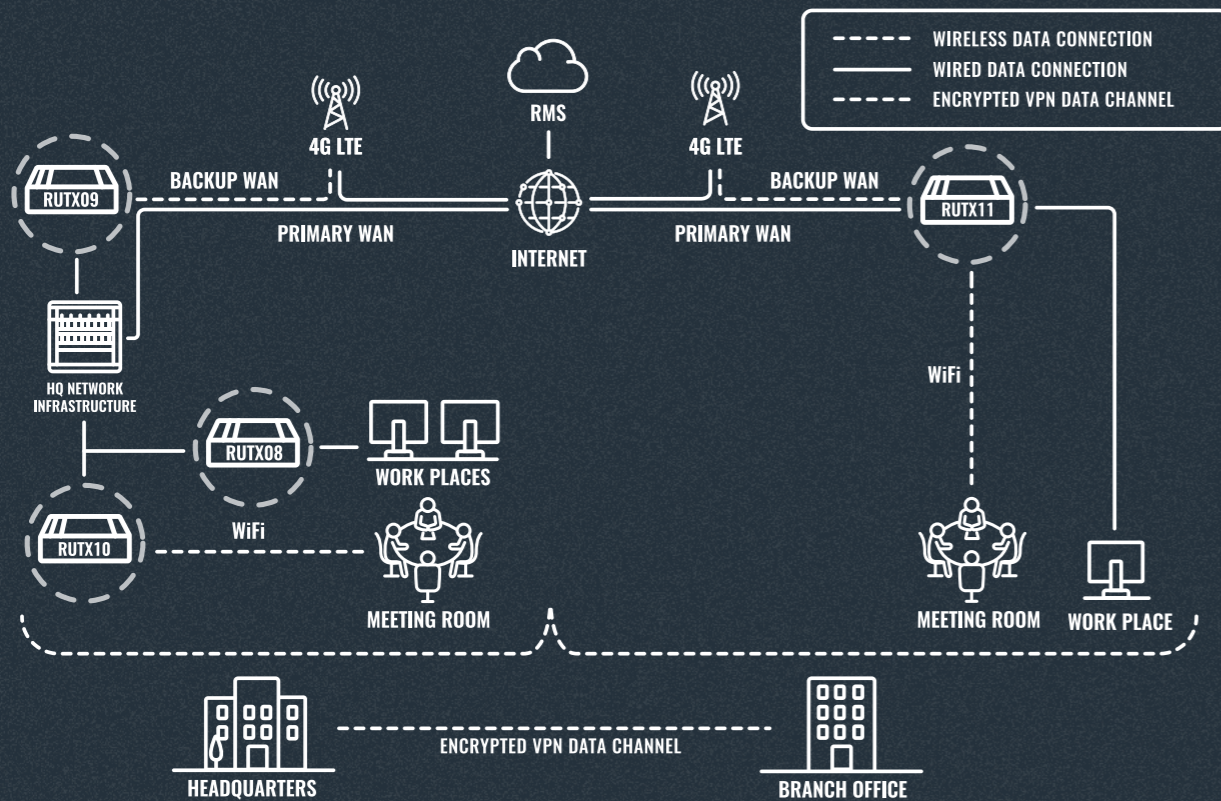 WIRELESS DATA CONNECTION
WIRED DATA CONNECTION
ENCRYPTED VPN DATA CHANNEL
RMS
4G LTE
4G LTE
RUTX09
BACKUP WAN
BACKUP WAN
RUTX11
PRIMARY WAN
PRIMARY WAN
INTERNET
HQ NETWORK
INFRASTRUCTURE
WiFi
RUTX08
WORK PLACES
WiFi
RUTX10
MEETING ROOM
MEETING ROOM
WORK PLACE
ENCRYPTED VPN DATA CHANNEL
HEADQUARTERS
BRANCH OFFICE